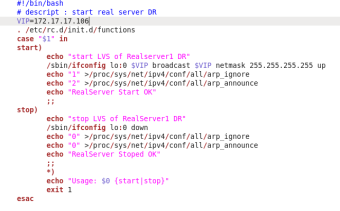 #!/bin/bash
# descript : start real server DR
VIP=172.17.17.106
. /etc/rc.d/init.d/functions
case "$1" in
start)
echo "start LVS of Realserver1 DR"
/sbin/ifconfig lo:0 $VIP broadcast $VIP netmask 255.255.255.255 up
echo "1" >/proc/sys/net/ipv4/conf/all/arp_ignore
echo "2" >/proc/sys/net/ipv4/conf/all/arp_announce
echo "RealServer Start OK"
;;
stop)
echo "stop LVS of RealServer1 DR"
/sbin/ifconfig lo:0 down
echo "0" >/proc/sys/net/ipv4/conf/all/arp_ignore
echo "0" >/proc/sys/net/ipv4/conf/all/arp_announce
echo "RealServer Stoped OK"
;;
*)
echo "Usage: $0 {start|stop}"
exit 1
esac